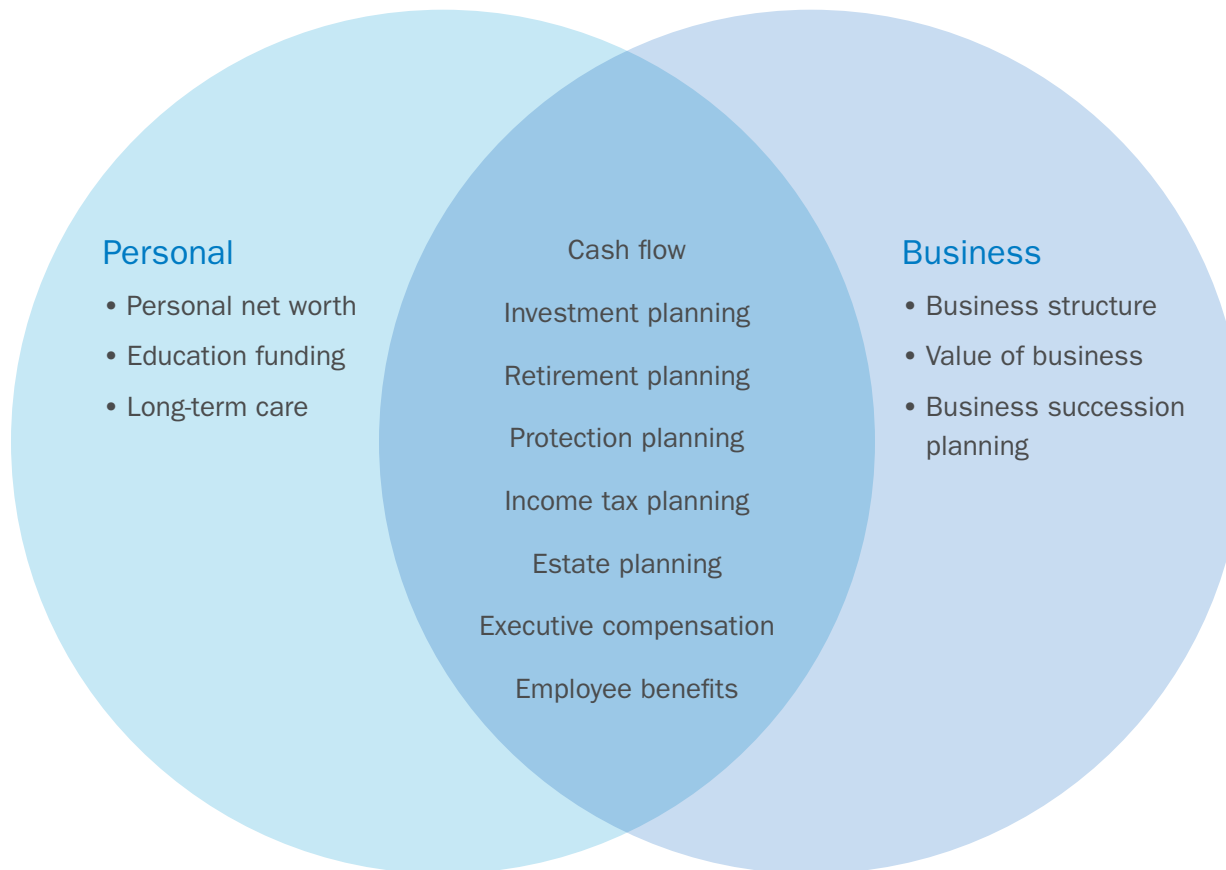 Personal
• Personal net worth
• Education funding
• Long-term care
Cash flow
Investment planning
Retirement planning
Protection planning
Income tax planning
Estate planning
Executive compensation
Employee benefits
Business
• Business structure
• Value of business
• Business succession
planning